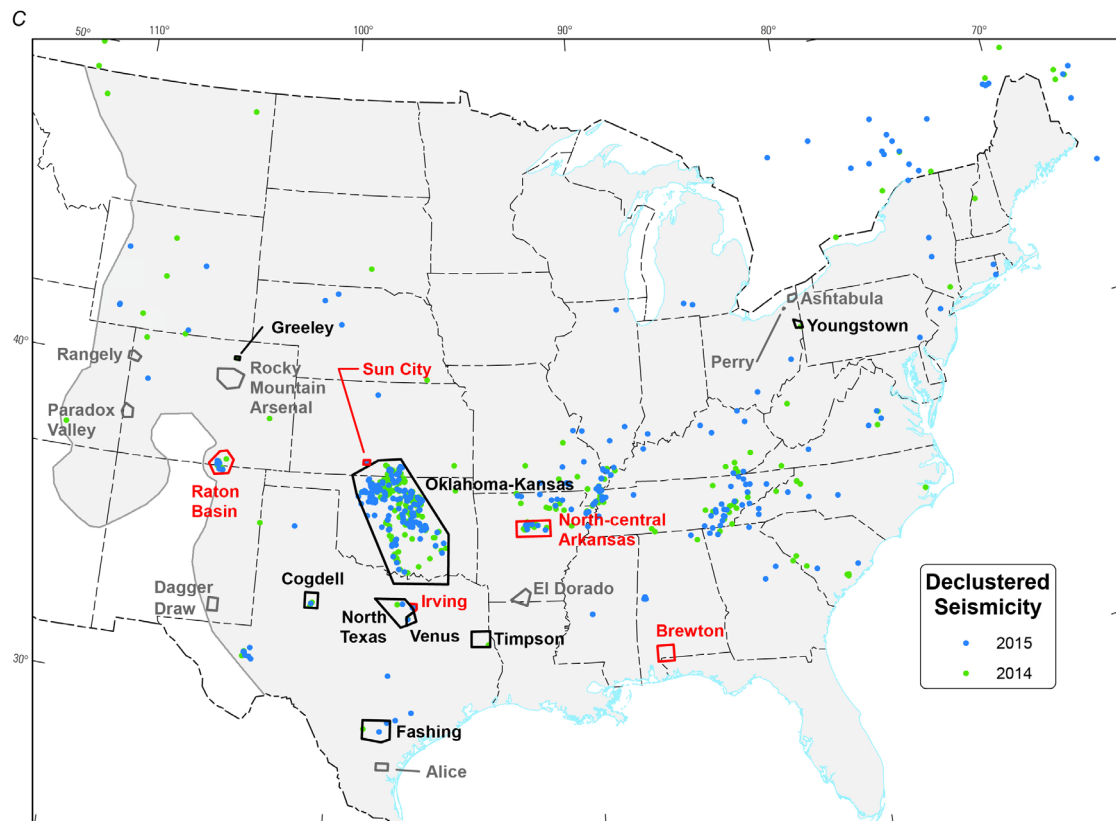 C
50°
110°
100°
90°
80°
70°
40°
30°
Greeley
Rangely
Rocky
Mountain
Arsenal
Paradox
Valley
Sun City
Ashtabula
Youngstown
Perry
Raton
Basin
Oklahoma-Kansas
North-central
Arkansas
Dagger
Draw
Cogdell
North
Texas
Irving
Venus
El Dorado
Timpson
Brewton
Fashing
Alice
Declustered
Seismicity
2015
2014